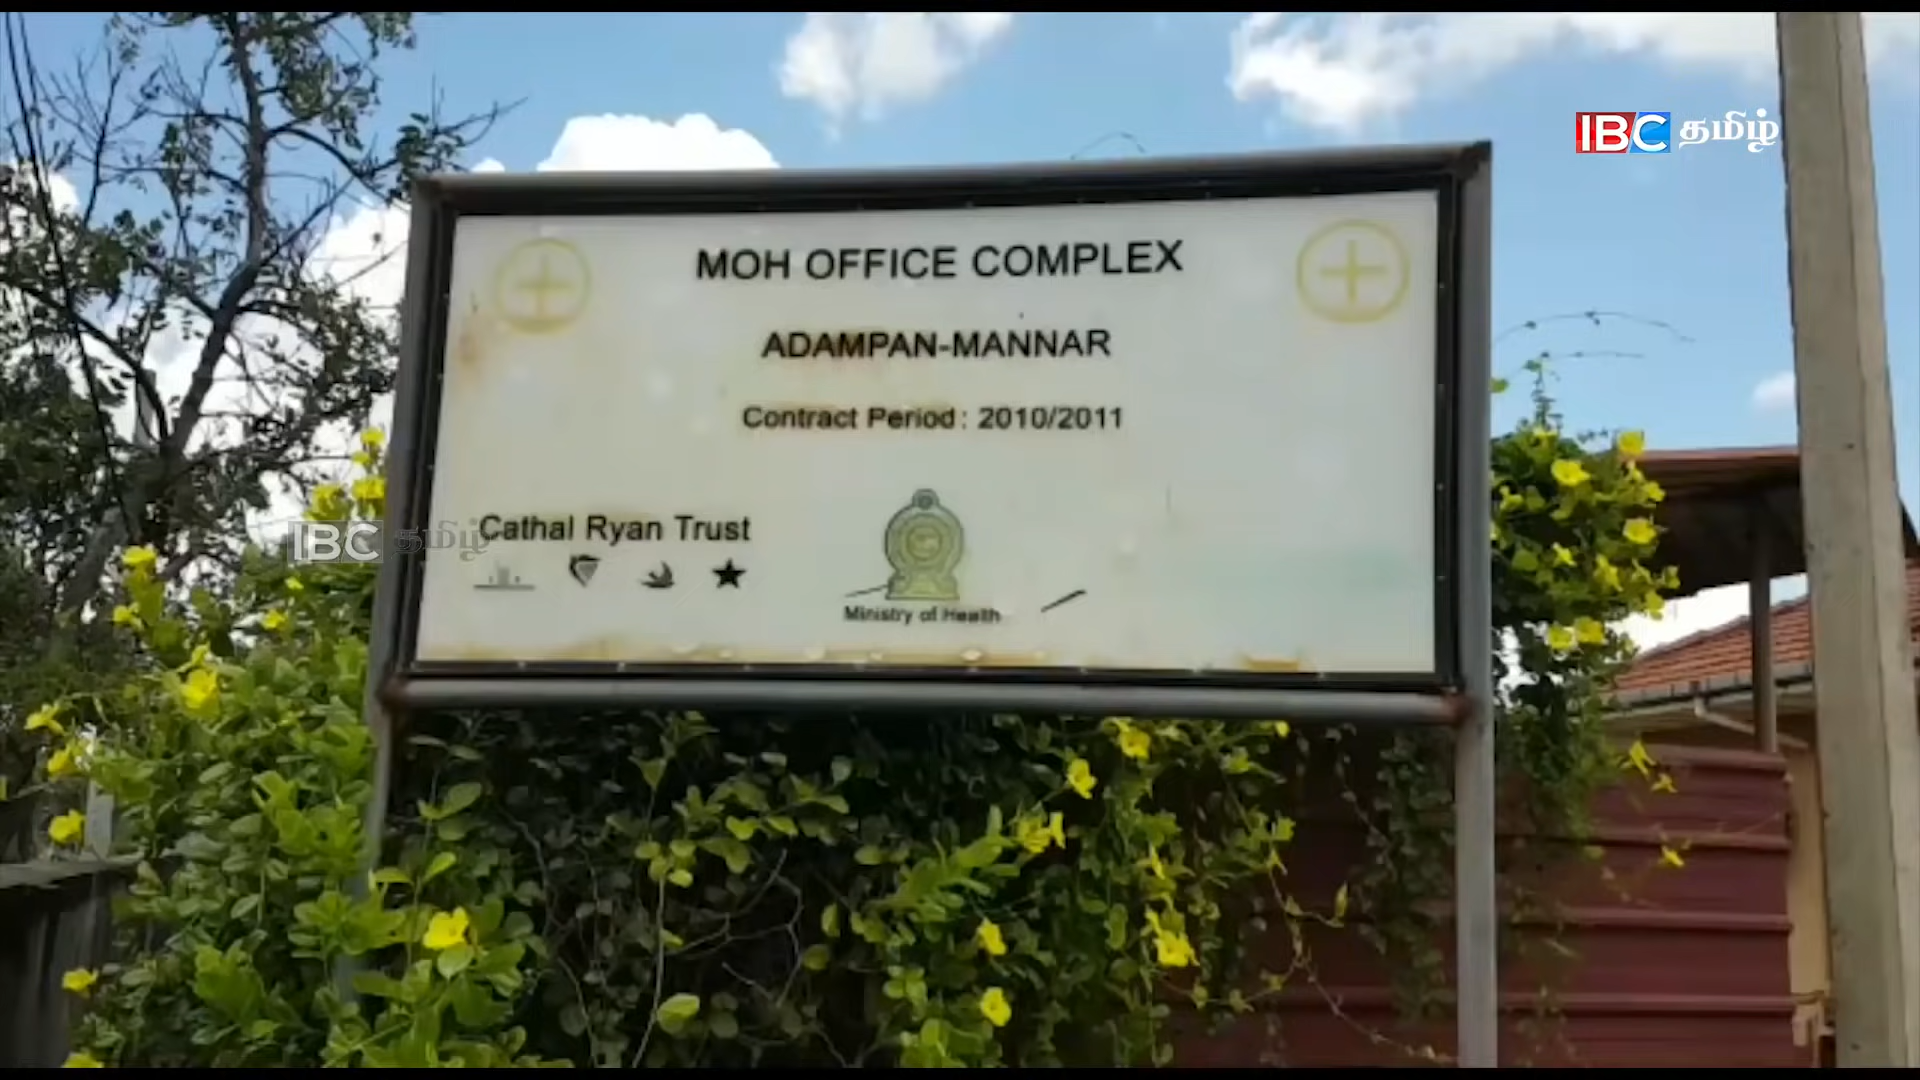 IBC தமிழ்
MOH OFFICE COMPLEX
ADAMPAN-MANNAR
Contract Period : 2010/2011
IBC தமிழ்
Cathal Ryan Trust
Ministry of Health